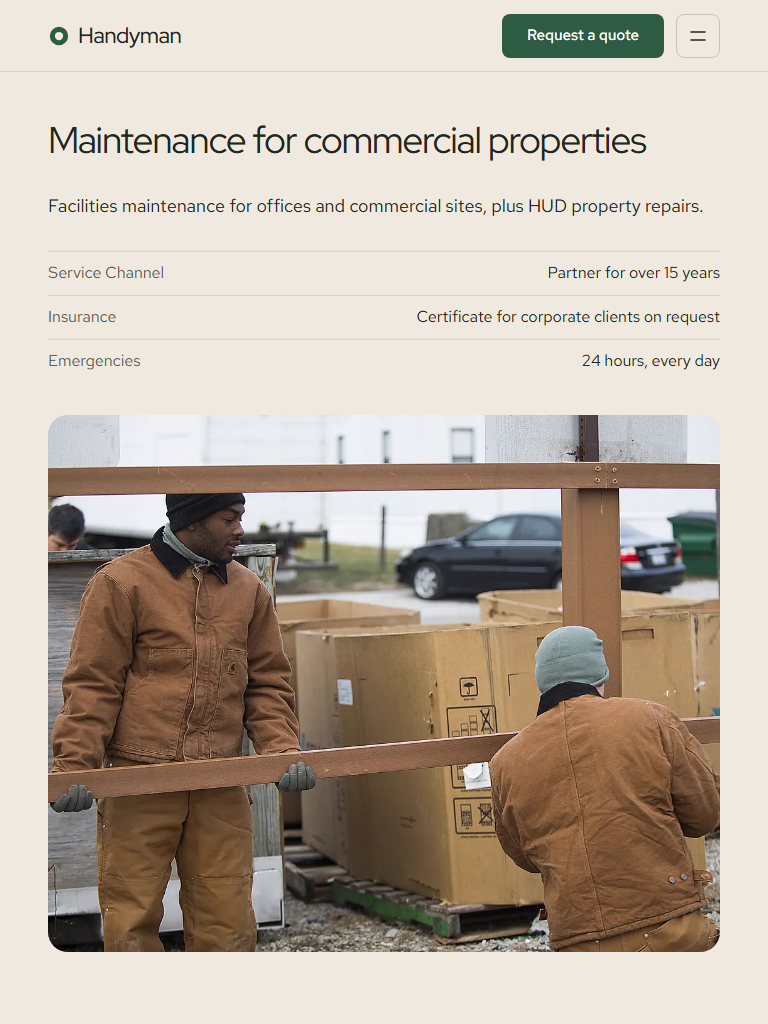 Handyman
Request a quote
Maintenance for commercial properties
Facilities maintenance for offices and commercial sites, plus HUD property repairs.
Service Channel
Partner for over 15 years
Insurance
Certificate for corporate clients on request
Emergencies
24 hours, every day